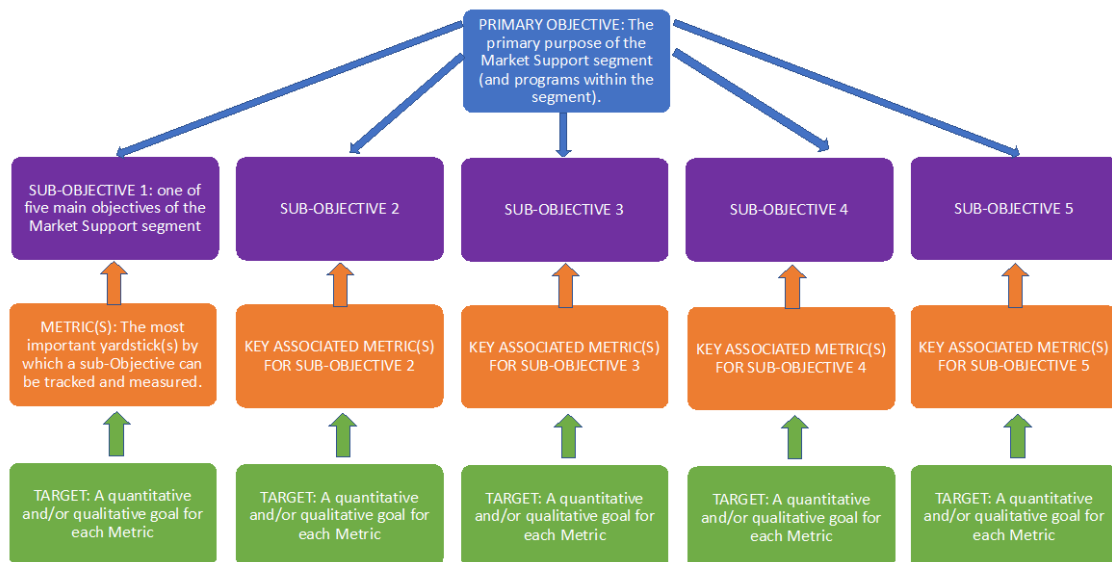 PRIMARY OBJECTIVE: The
primary purpose of the
Market Support segment
(and programs within the
segment).
SUB-OBJECTIVE 1: one of
five main objectives of the
Market Support segment
SUB-OBJECTIVE 2
SUB-OBJECTIVE 3
SUB-OBJECTIVE 4
SUB-OBJECTIVE 5
METRIC(S): The most
important yardstick(s) by
which a sub-Objective can
be tracked and measured.
KEY ASSOCIATED METRIC(S)
FOR SUB-OBJECTIVE 2
KEY ASSOCIATED METRIC(S)
FOR SUB-OBJECTIVE 3
KEY ASSOCIATED METRIC(S)
FOR SUB-OBJECTIVE 4
KEY ASSOCIATED METRIC(S)
FOR SUB-OBJECTIVE 5
TARGET: A quantitative
and/or qualitative goal for
each Metric
TARGET: A quantitative
and/or qualitative goal for
each Metric
TARGET: A quantitative
and/or qualitative goal for
each Metric
TARGET: A quantitative
and/or qualitative goal for
each Metric
TARGET: A quantitative
and/or qualitative goal for
each Metric